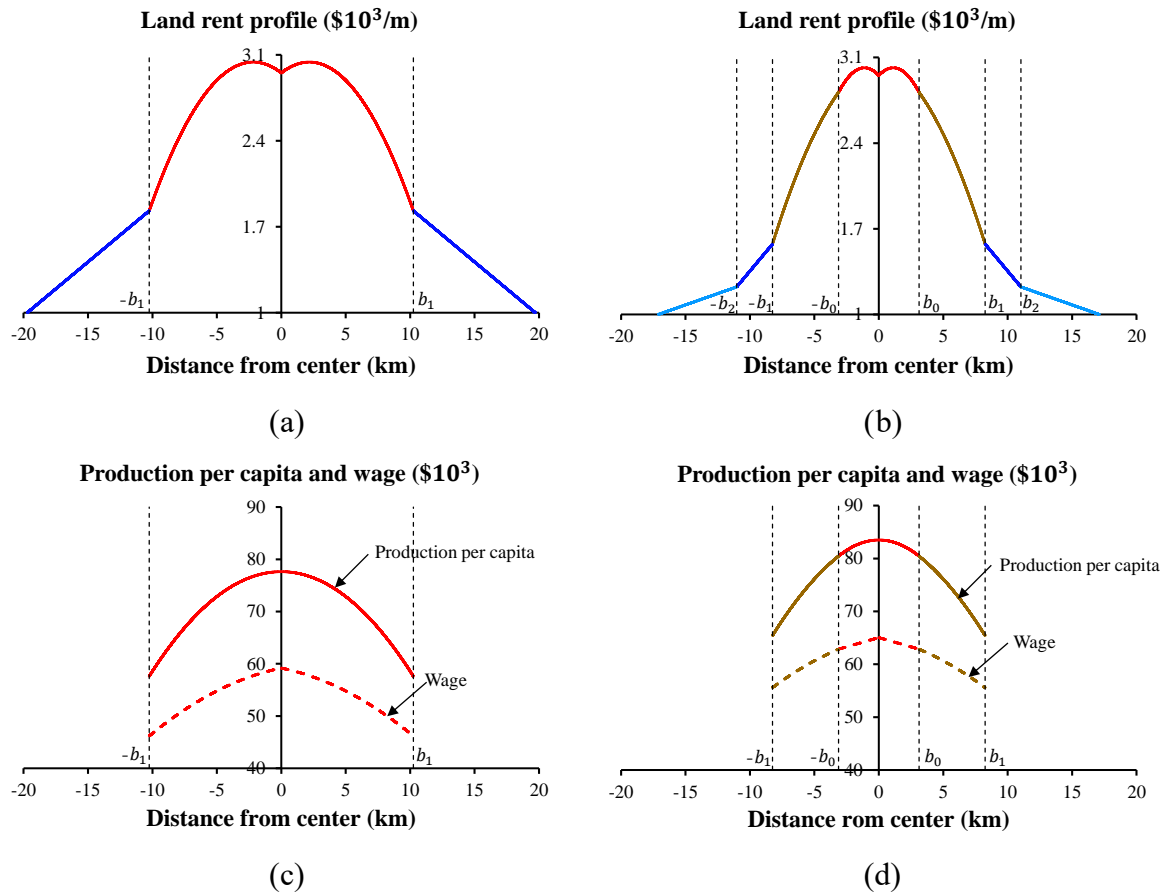 Land rent profile ($10³/m)
3.1
2.4
1.7
1
-b₁
b₁
-20 -15 -10 -5 0 5 10 15 20
Distance from center (km)
(a)
Land rent profile ($10³/m)
3.1
2.4
1.7
1
-b₂ -b₁ -b₀ b₀ b₁ b₂
-20 -15 -10 -5 0 5 10 15 20
Distance from center (km)
(b)
Production per capita and wage ($10³)
90
80
70
60
50
40
Production per capita
Wage
-b₁ b₁
-20 -15 -10 -5 0 5 10 15 20
Distance from center (km)
(c)
Production per capita and wage ($10³)
90
80
70
60
50
40
Production per capita
Wage
-b₁ -b₀ b₀ b₁
-20 -15 -10 -5 0 5 10 15 20
Distance rom center (km)
(d)